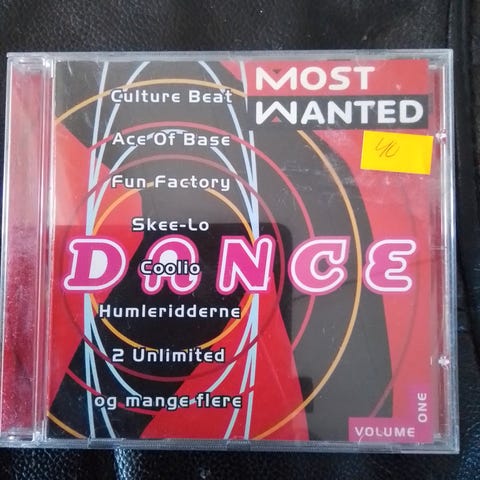 MOST
WANTED
40
Culture Beat
Ace Of Base
Fun Factory
Skee-Lo
DANCE
Coolio
Humleridderne
2 Unlimited
og mange flere
VOLUME ONE